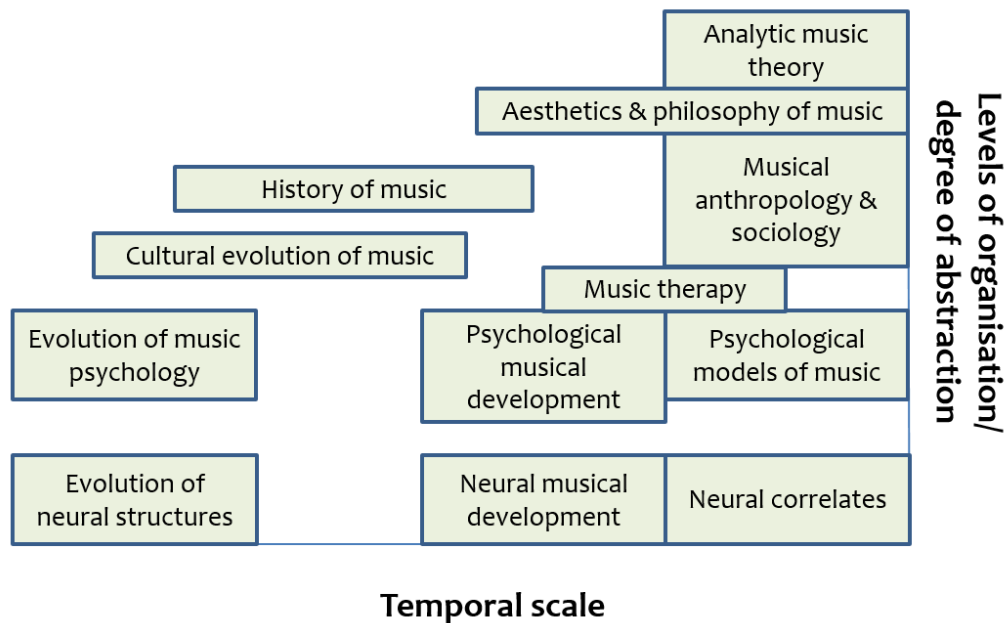 Analytic music
theory
Aesthetics & philosophy of music
Musical
anthropology &
sociology
History of music
Cultural evolution of music
Music therapy
Evolution of music
psychology
Psychological
musical
development
Psychological
models of music
Evolution of
neural structures
Neural musical
development
Neural correlates
Levels of organisation/
degree of abstraction
Temporal scale